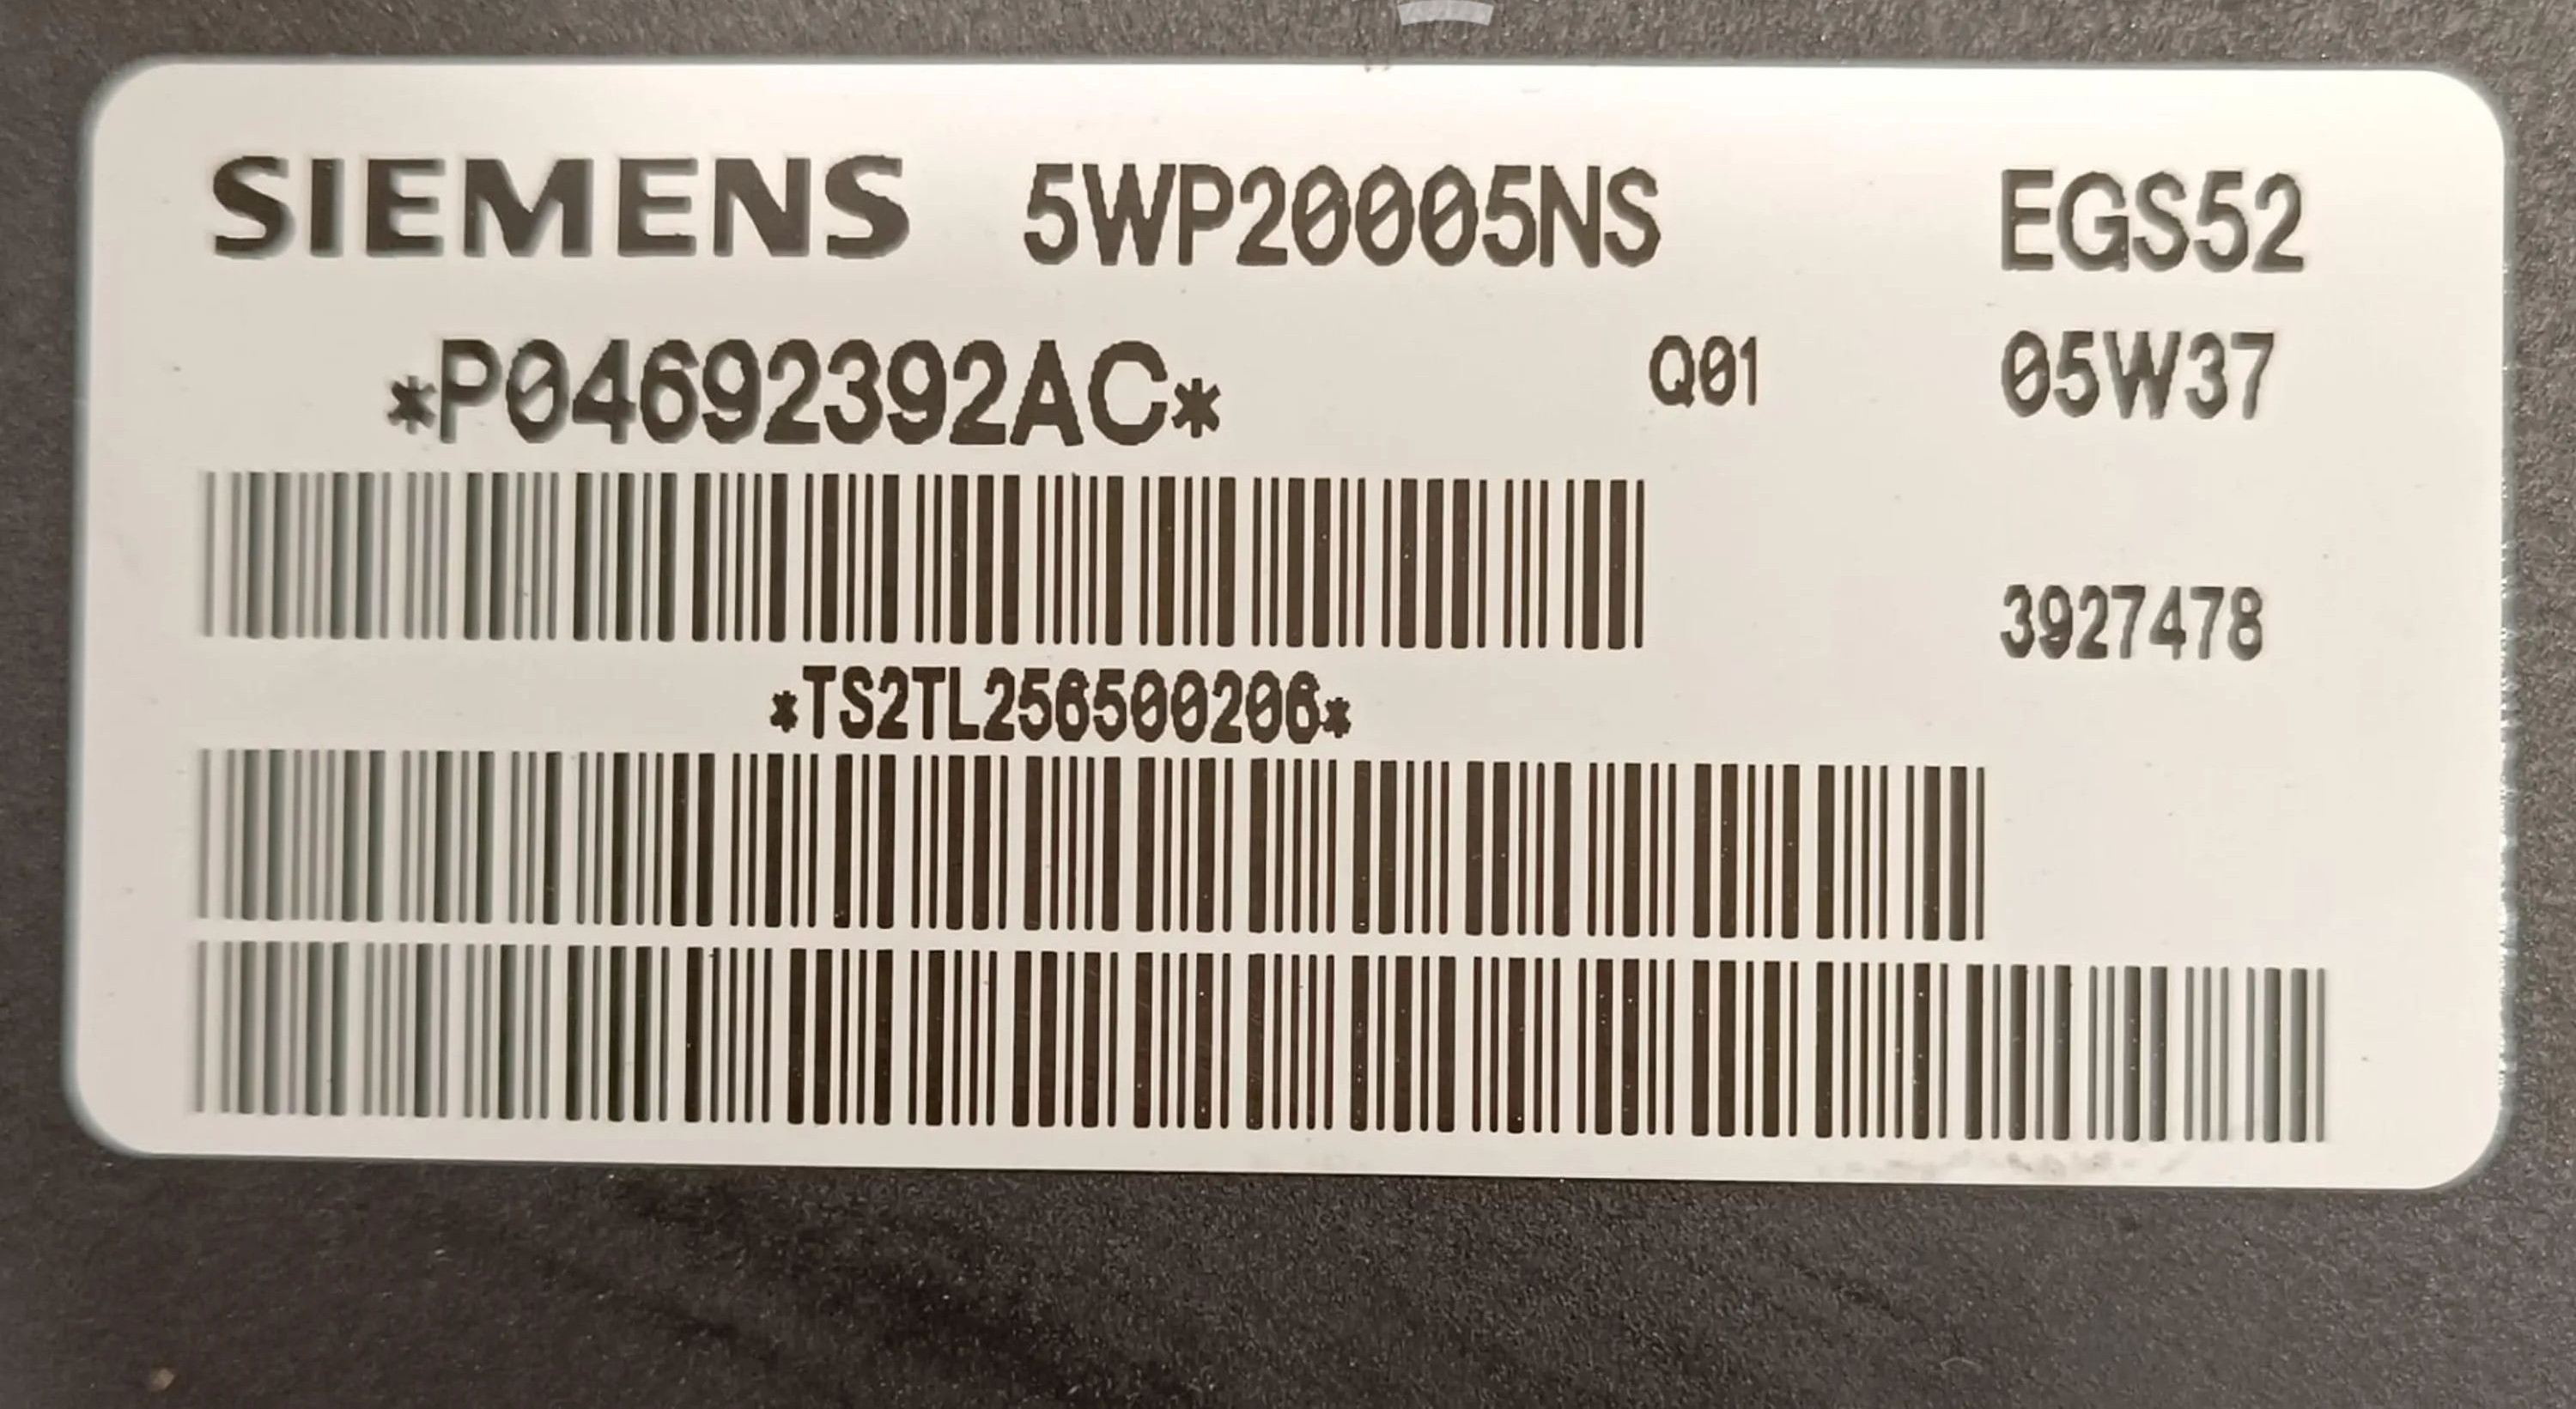 SIEMENS 5WP20005NS EGS52
*P04692392AC* Q01 05W37
3927478
*TS2TL256500206*